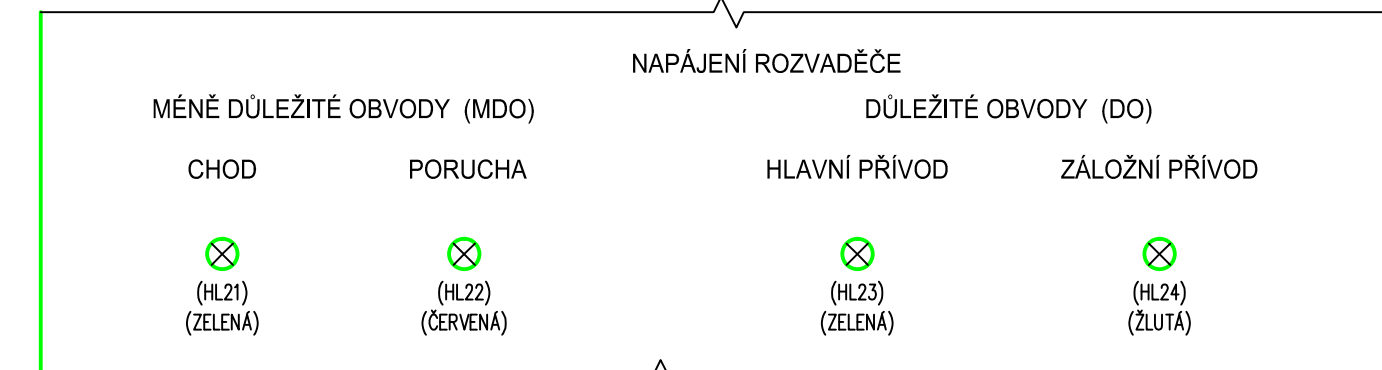 NAPÁJENÍ ROZVADĚČE
MÉNĚ DŮLEŽITÉ OBVODY (MDO) DŮLEŽITÉ OBVODY (DO)
CHOD PORUCHA HLAVNÍ PŘÍVOD ZÁLOŽNÍ PŘÍVOD
(HL21) (HL22) (HL23) (HL24)
(ZELENÁ) (ČERVENÁ) (ZELENÁ) (ŽLUTÁ)